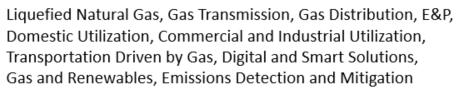 Liquefied Natural Gas, Gas Transmission, Gas Distribution, E&P,
Domestic Utilization, Commercial and Industrial Utilization,
Transportation Driven by Gas, Digital and Smart Solutions,
Gas and Renewables, Emissions Detection and Mitigation